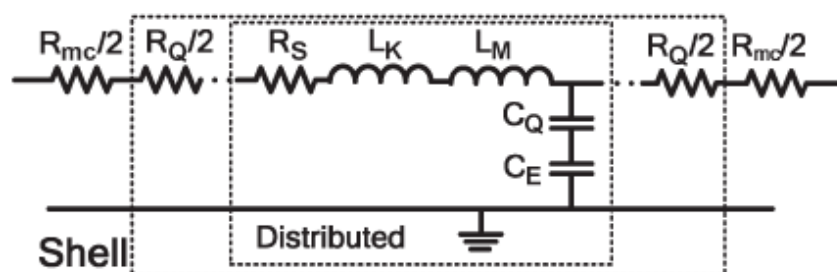 R_mc/2 R_Q/2 R_S L_K L_M R_Q/2 R_mc/2
C_Q
C_E
Shell Distributed